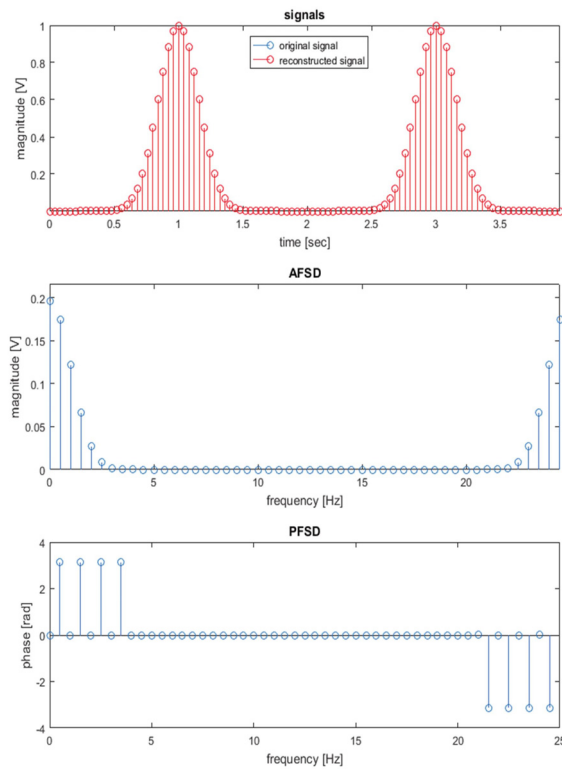 signals
magnitude [V]
1
0.8
0.6
0.4
0.2
original signal
reconstructed signal
0 0.5 1 1.5 2 2.5 3 3.5
time [sec]
AFSD
magnitude [V]
0.2
0.15
0.1
0.05
0
0 5 10 15 20
frequency [Hz]
PFSD
phase [rad]
4
2
0
-2
-4
0 5 10 15 20 25
frequency [Hz]